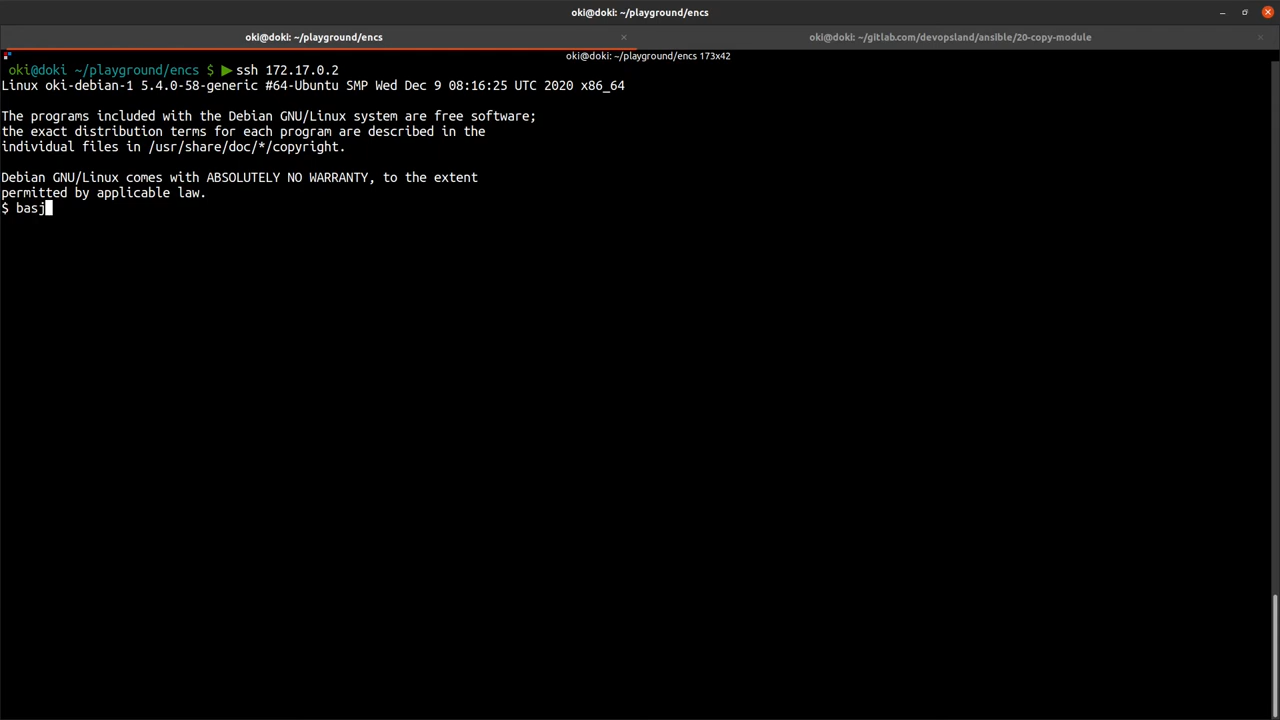 oki@doki: ~/playground/encs
oki@doki: ~/playground/encs
oki@doki: ~/gitlab.com/devopsland/ansible/20-copy-module
oki@doki: ~/playground/encs 173x42
oki@doki ~/playground/encs $ ▶ ssh 172.17.0.2
Linux oki-debian-1 5.4.0-58-generic #64-Ubuntu SMP Wed Dec 9 08:16:25 UTC 2020 x86_64
The programs included with the Debian GNU/Linux system are free software;
the exact distribution terms for each program are described in the
individual files in /usr/share/doc/*/copyright.
Debian GNU/Linux comes with ABSOLUTELY NO WARRANTY, to the extent
permitted by applicable law.
$ basj